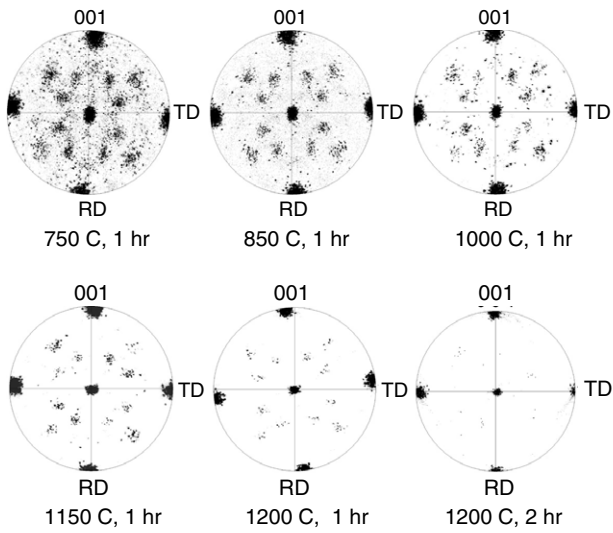 001 001 001
TD TD TD
RD RD RD
750 C, 1 hr 850 C, 1 hr 1000 C, 1 hr
001 001 001
TD TD TD
RD RD RD
1150 C, 1 hr 1200 C, 1 hr 1200 C, 2 hr